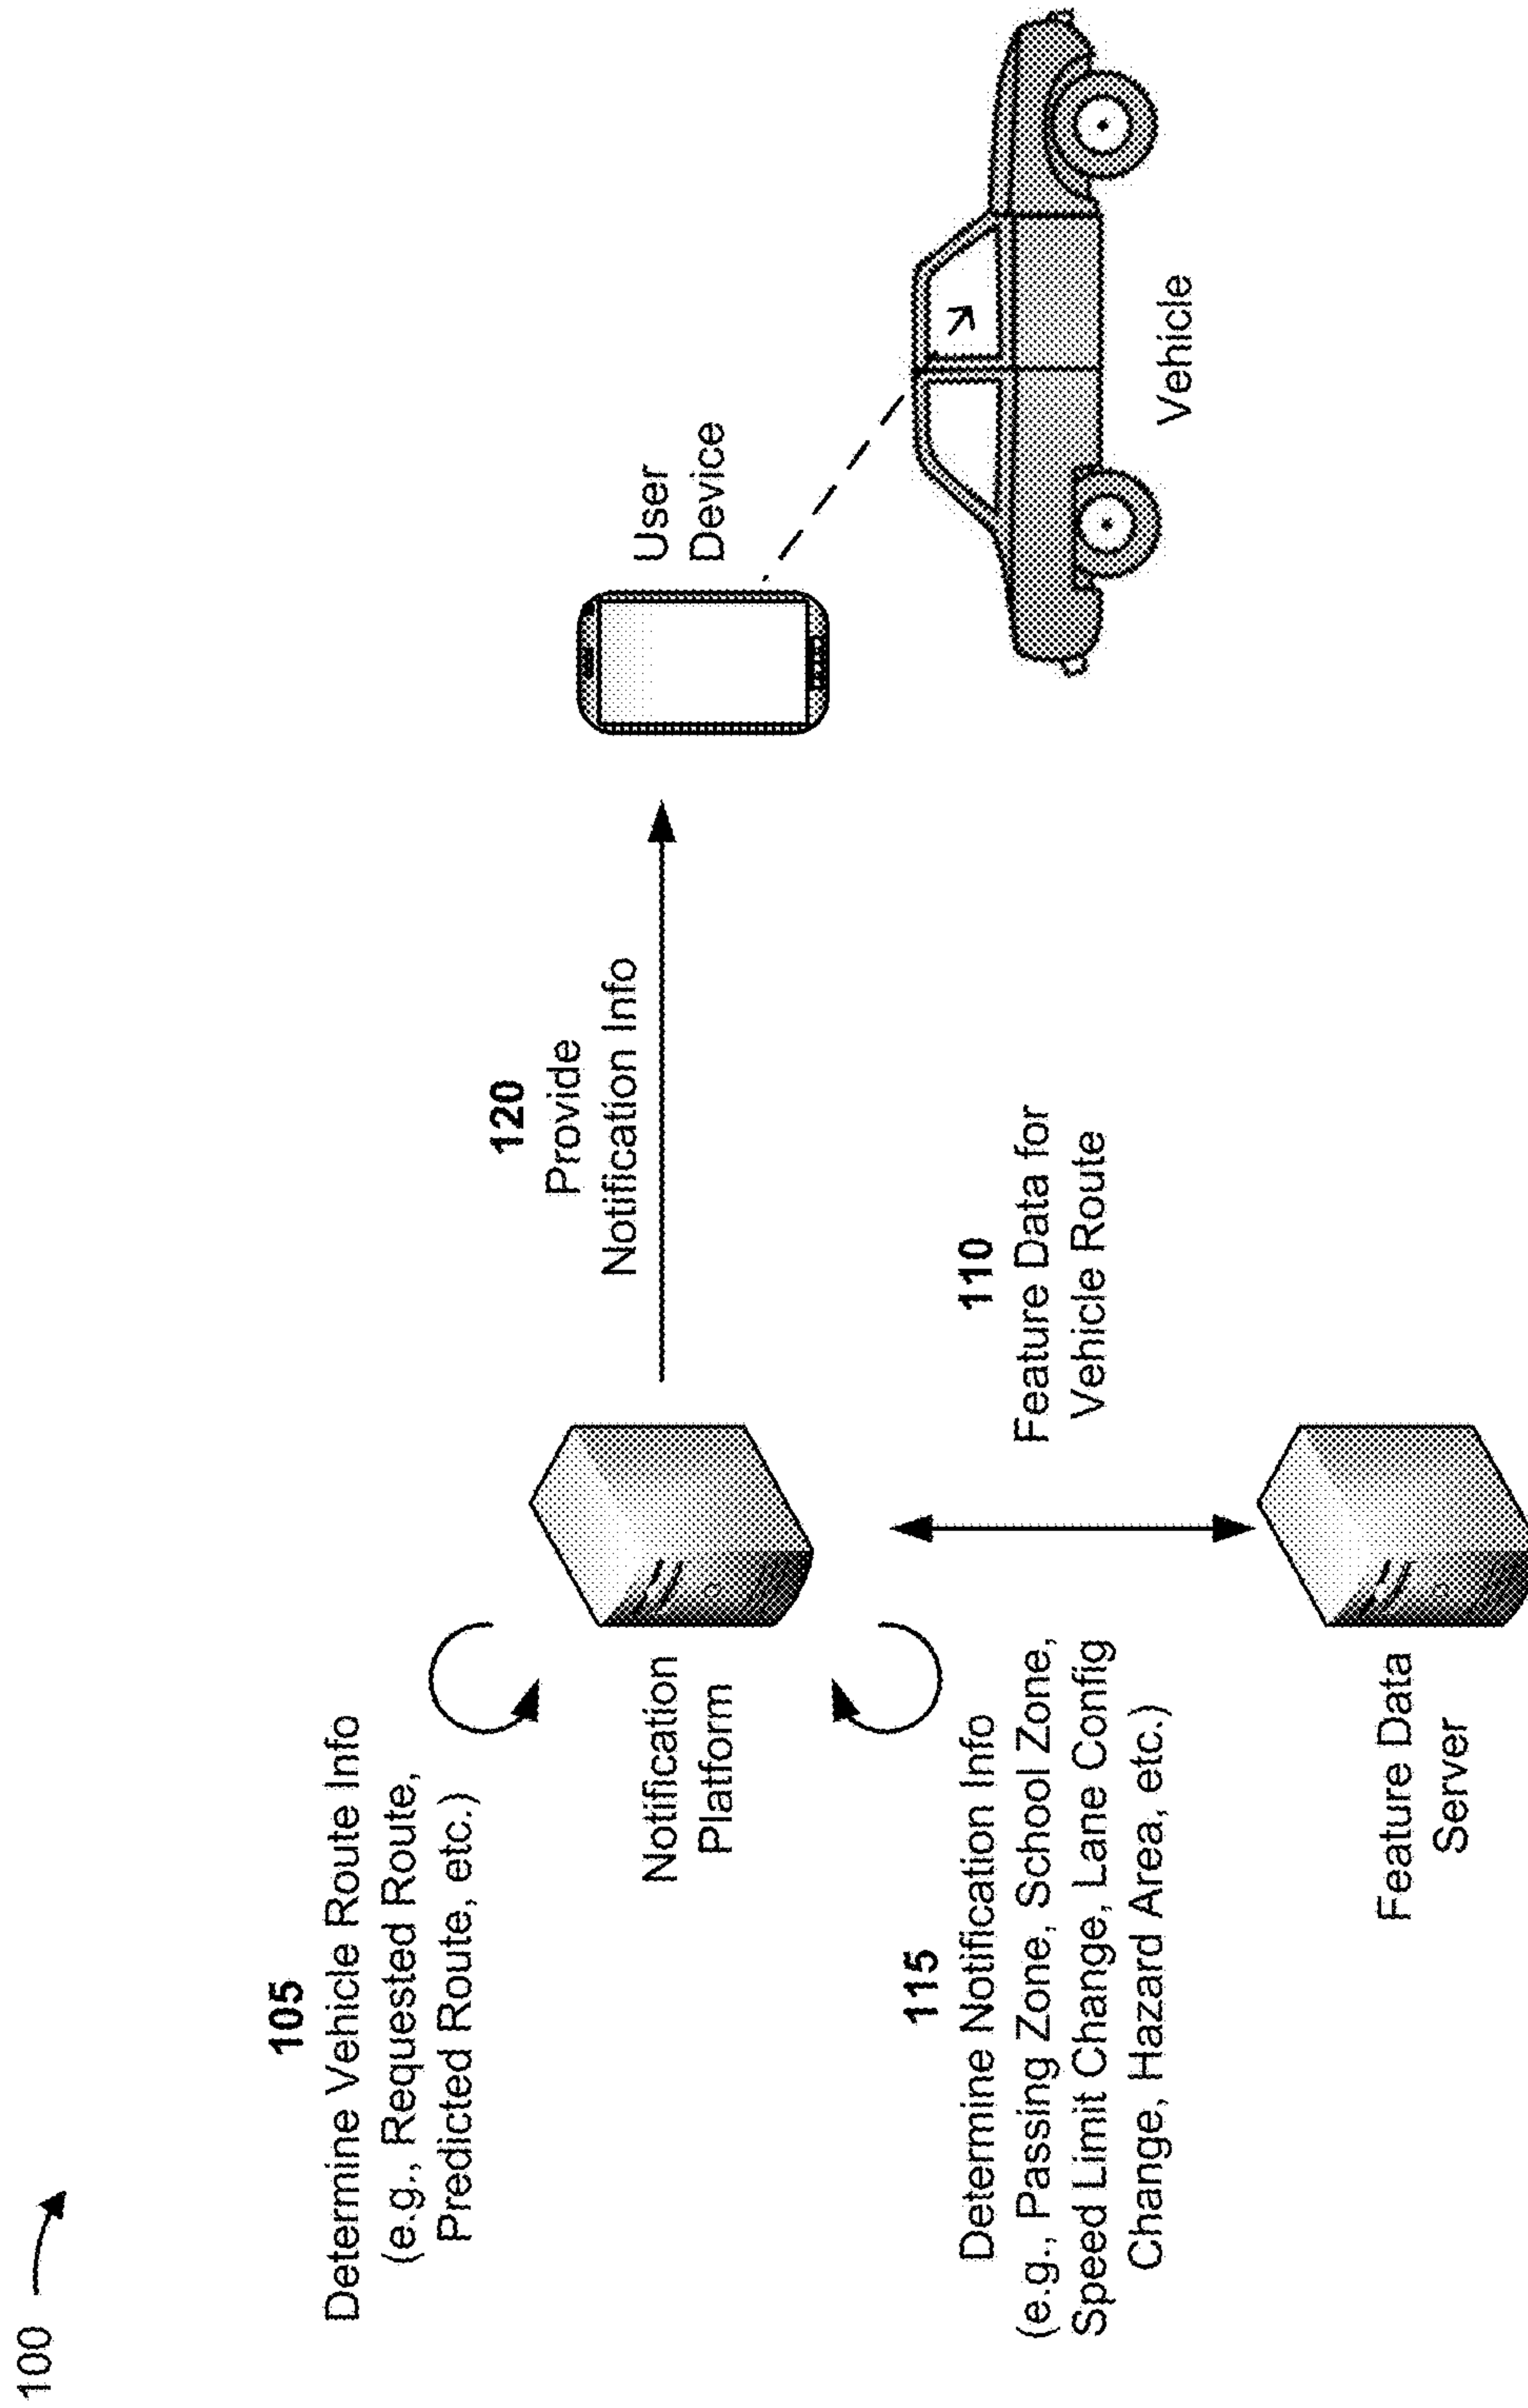 100
105
Determine Vehicle Route Info
(e.g., Requested Route,
Predicted Route, etc.)
Notification
Platform
120
Provide
Notification Info
User
Device
115
Determine Notification Info
(e.g., Passing Zone, School Zone,
Speed Limit Change, Lane Config
Change, Hazard Area, etc.)
110
Feature Data for
Vehicle Route
Vehicle
Feature Data
Server